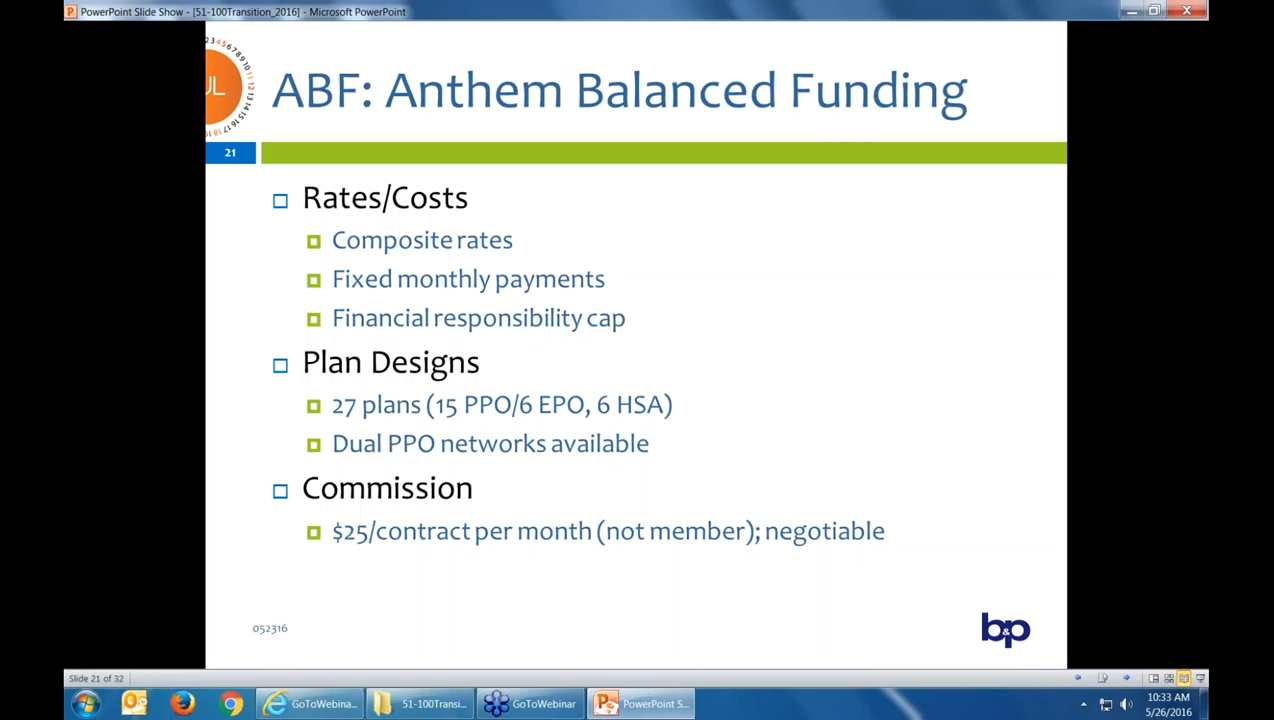 PowerPoint Slide Show - [51-100Transition_2016] - Microsoft PowerPoint
UL
ABF: Anthem Balanced Funding
21
Rates/Costs
Composite rates
Fixed monthly payments
Financial responsibility cap
Plan Designs
27 plans (15 PPO/6 EPO, 6 HSA)
Dual PPO networks available
Commission
$25/contract per month (not member); negotiable
052316
b&p
Slide 21 of 32
GoToWebina...
51-100Transi...
GoToWebinar
PowerPoint S...
10:33 AM
5/26/2016